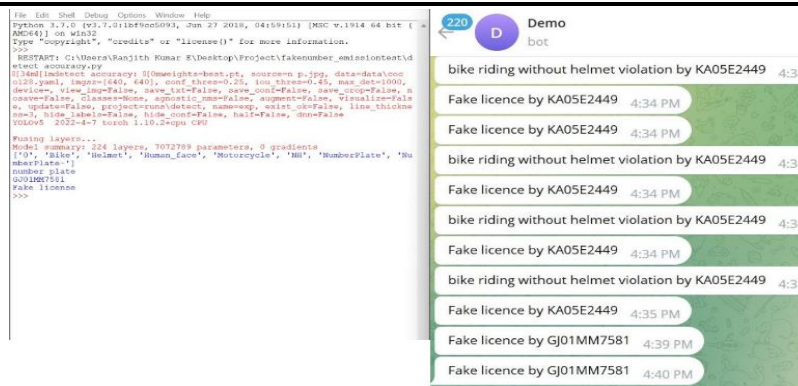 File Edit Shell Debug Options Window Help
Python 3.7.0 (v3.7.0:1bf9cc5093, Jun 27 2018, 04:59:51) [MSC v.1914 64 bit (
AMD64)] on win32
Type "copyright", "credits" or "license()" for more information.
>>>
RESTART: C:\Users\Ranjith Kumar E\Desktop\Project\fakenumber_emissiontest\d
etect accuracy.py
[34m[1mdetect accuracy: [0mweights=best.pt, source=n p.jpg, data=data\coc
o128.yaml, imgsz=[640, 640], conf_thres=0.25, iou_thres=0.45, max_det=1000,
device=, view_img=False, save_txt=False, save_conf=False, save_crop=False, n
osave=False, classes=None, agnostic_nms=False, augment=False, visualize=Fals
e, update=False, project=runs\detect, name=exp, exist_ok=False, line_thickne
ss=3, hide_labels=False, hide_conf=False, half=False, dnn=False
YOLOv5 2022-4-7 torch 1.10.2+cpu CPU
Fusing layers...
Model summary: 224 layers, 7072789 parameters, 0 gradients
['0', 'Bike', 'Helmet', 'Human_face', 'Motorcycle', 'NH', 'NumberPlate', 'Nu
mberPlate-']
number plate
GJ01MM7581
Fake license
>>>
220
D
Demo
bot
bike riding without helmet violation by KA05E2449 4:3
Fake licence by KA05E2449 4:34 PM
Fake licence by KA05E2449 4:34 PM
bike riding without helmet violation by KA05E2449 4:3
Fake licence by KA05E2449 4:34 PM
bike riding without helmet violation by KA05E2449 4:3
Fake licence by KA05E2449 4:34 PM
bike riding without helmet violation by KA05E2449 4:3
Fake licence by KA05E2449 4:35 PM
Fake licence by GJ01MM7581 4:39 PM
Fake licence by GJ01MM7581 4:40 PM